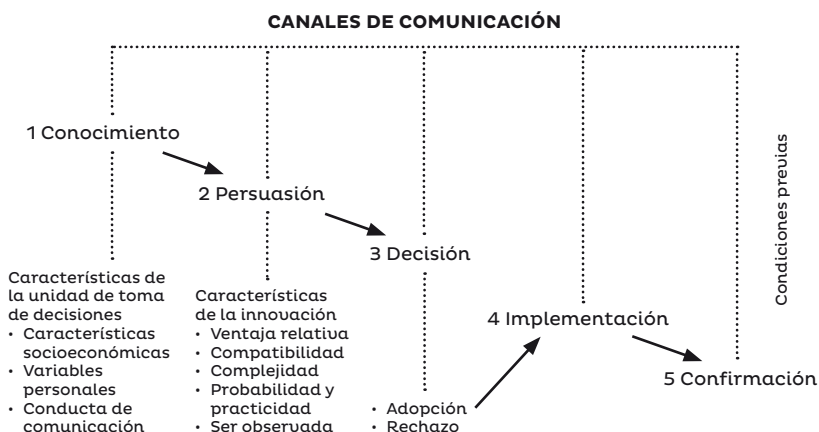 CANALES DE COMUNICACIÓN
1 Conocimiento
2 Persuasión
3 Decisión
Características de
la unidad de toma
de decisiones
• Características
socioeconómicas
• Variables
personales
• Conducta de
comunicación
Características
de la innovación
• Ventaja relativa
• Compatibilidad
• Complejidad
• Probabilidad y
practicidad
• Ser observada
• Adopción
• Rechazo
4 Implementación
5 Confirmación
Condiciones previas